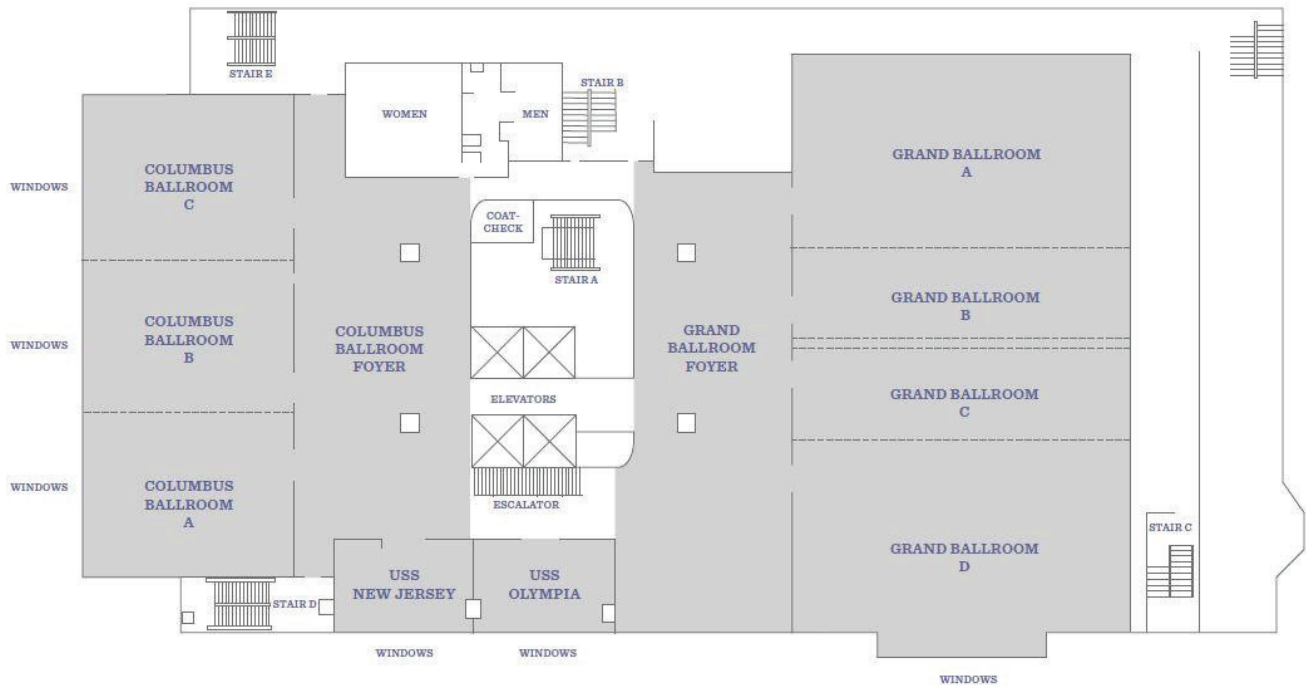 STAIR E
STAIR B
WOMEN
MEN
COLUMBUS
BALLROOM
C
GRAND BALLROOM
A
WINDOWS
COAT-
CHECK
STAIR A
COLUMBUS
BALLROOM
B
COLUMBUS
BALLROOM
FOYER
GRAND
BALLROOM
FOYER
GRAND BALLROOM
B
WINDOWS
ELEVATORS
GRAND BALLROOM
C
WINDOWS
COLUMBUS
BALLROOM
A
ESCALATOR
STAIR C
GRAND BALLROOM
D
USS
NEW JERSEY
USS
OLYMPIA
STAIR D
WINDOWS
WINDOWS
WINDOWS